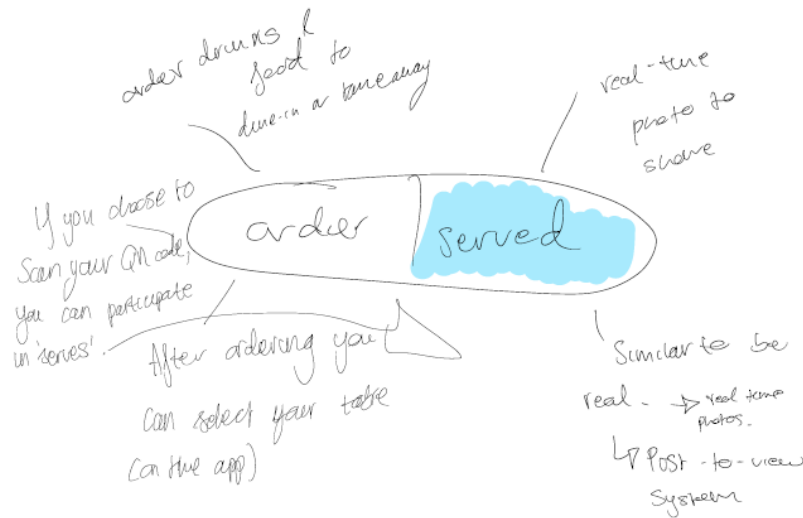 order drinks &
food to
dine-in or takeaway
real-time
photo to
share
If you choose to
Scan your QR code,
you can participate
in 'serves'.
order
served
After ordering you
can select your table
(on the app)
Similar to be
real. → real time
photos.
↳ Post-to-view
System